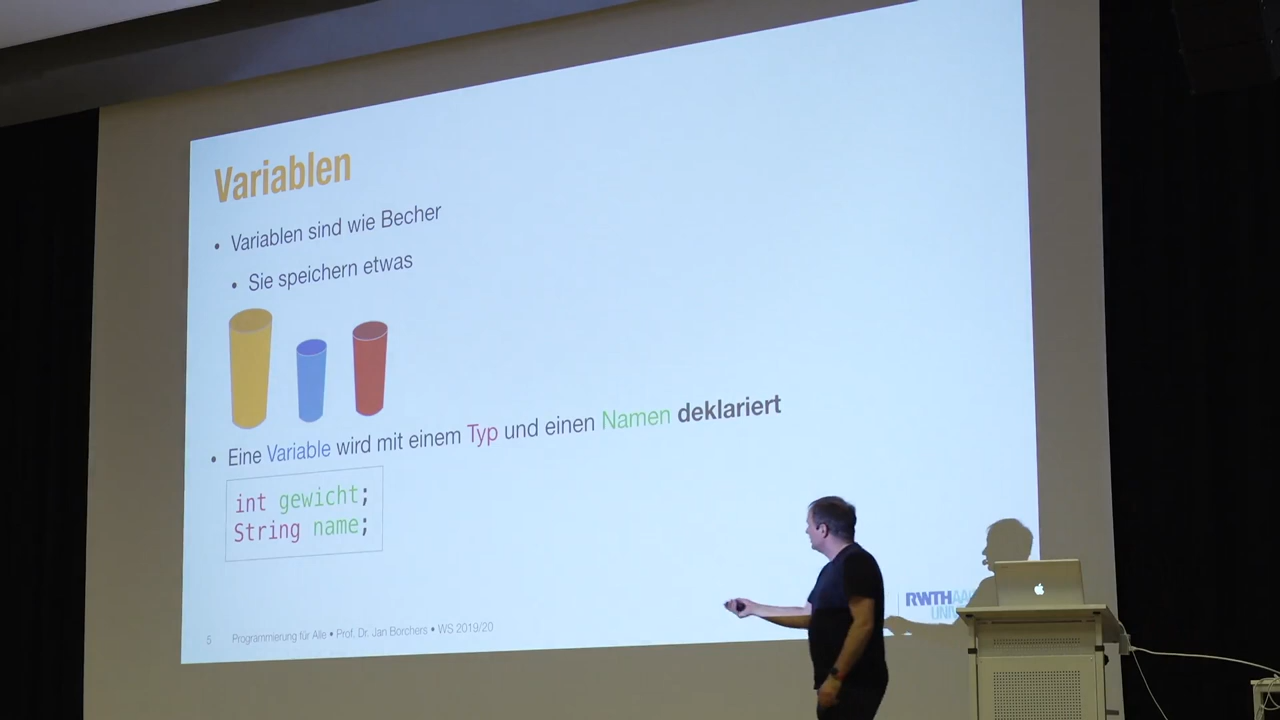 Variablen
• Variablen sind wie Becher
• Sie speichern etwas
• Eine Variable wird mit einem Typ und einen Namen deklariert
int gewicht;
String name;
5 Programmierung für Alle • Prof. Dr. Jan Borchers • WS 2019/20
RWTH